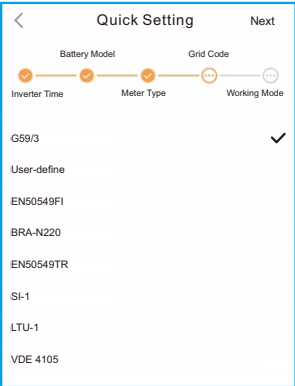 Quick Setting Next
Battery Model Grid Code
Inverter Time Meter Type Working Mode
G59/3
User-define
EN50549FI
BRA-N220
EN50549TR
SI-1
LTU-1
VDE 4105